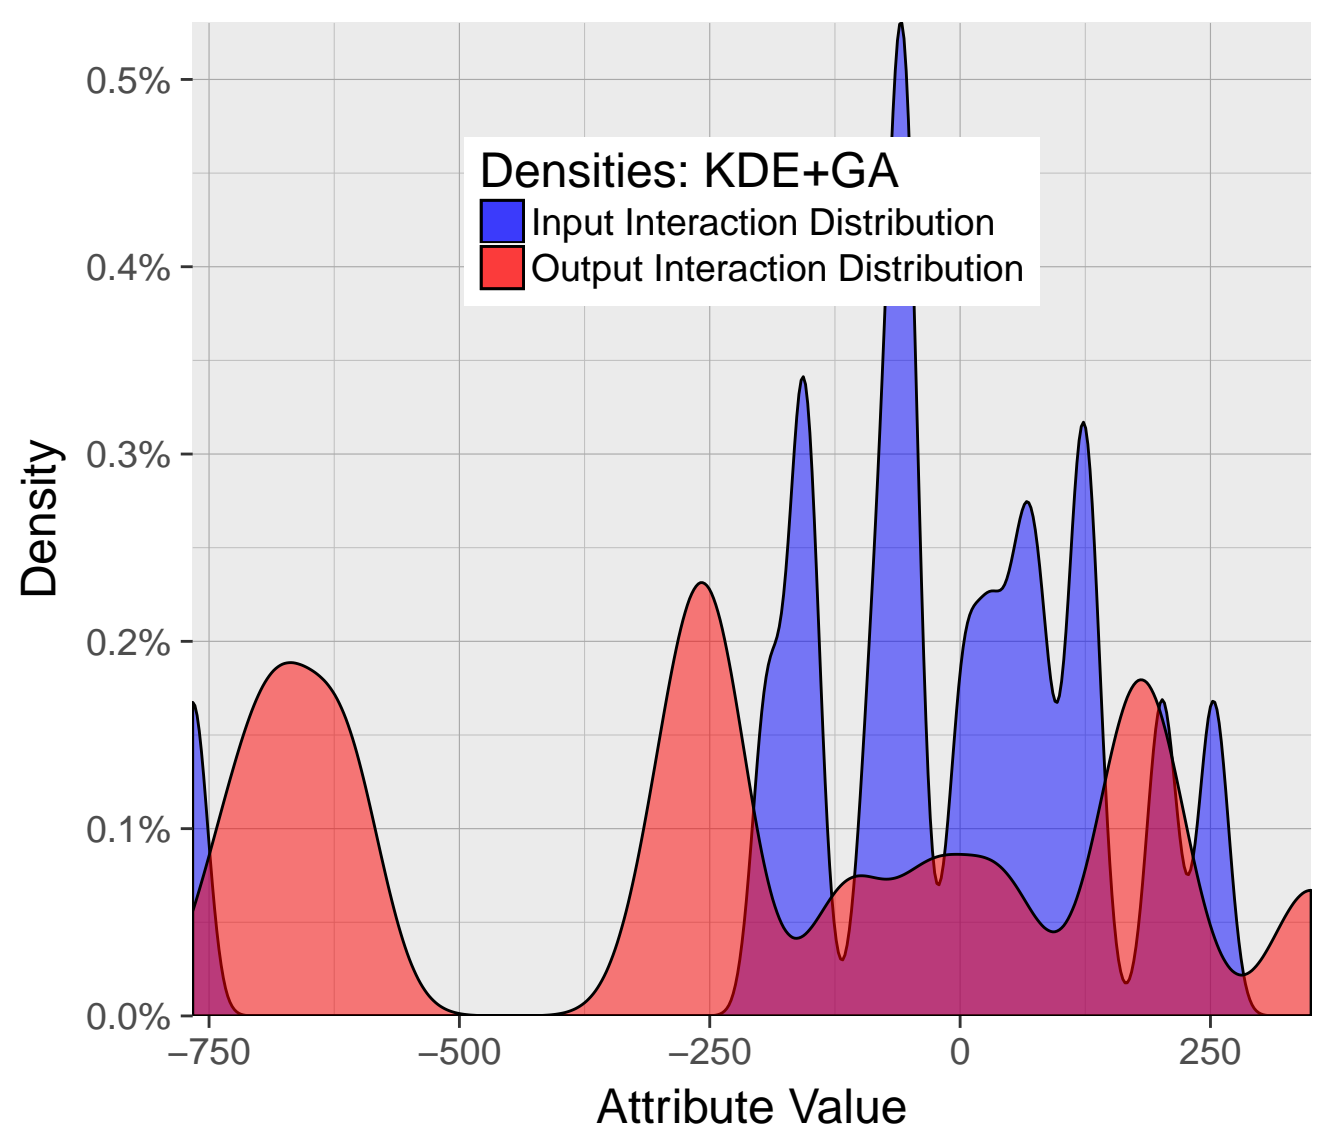 0.5%
0.4%
0.3%
0.2%
0.1%
0.0%
Density
Densities: KDE+GA
Input Interaction Distribution
Output Interaction Distribution
−750 −500 −250 0 250
Attribute Value